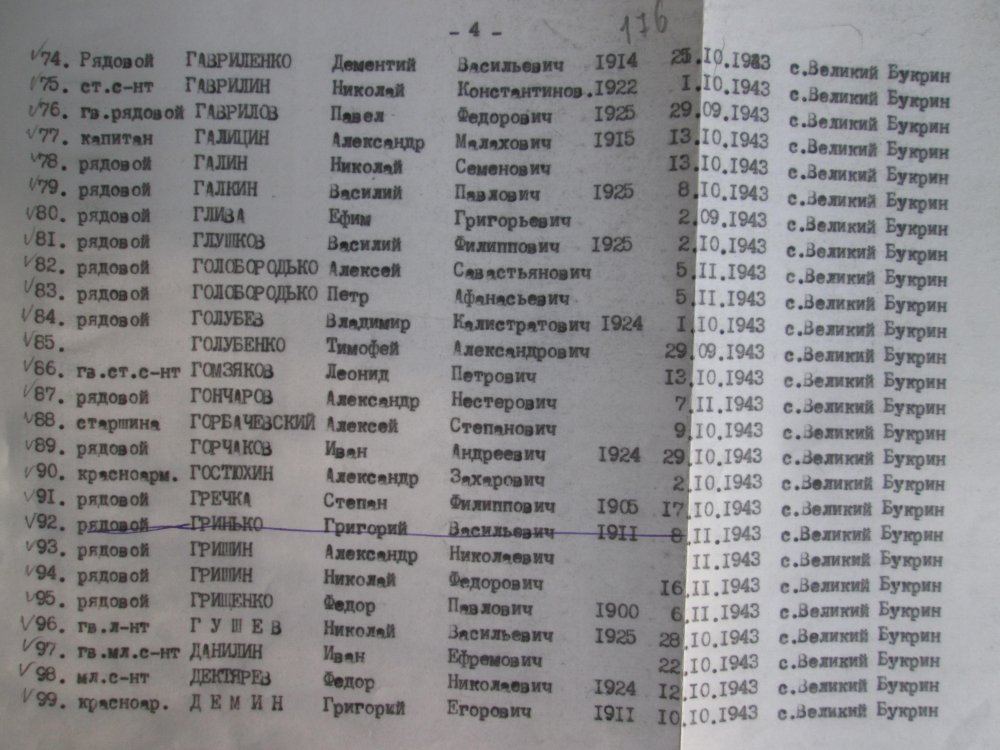 - 4 -
176
74. Рядовой ГАВРИЛЕНКО Дементий Васильевич 1914 .10.1943 с.Великий Букрин
75. ст.с-нт ГАВРИЛИН Николай Константинов. 1922 1.10.1943 с.Великий Букрин
76. гв.рядовой ГАВРИЛОВ Павел Федорович 1925 29.09.1943 с.Великий Букрин
77. капитан ГАЛИЦИН Александр Малахович 1915 13.10.1943 с.Великий Букрин
78. рядовой ГАЛИН Николай Семенович 13.10.1943 с.Великий Букрин
79. рядовой ГАЛКИН Василий Павлович 1925 8.10.1943 с.Великий Букрин
80. рядовой ГЛИВА Ефим Григорьевич 2.09.1943 с.Великий Букрин
81. рядовой ГЛУШКОВ Василий Филиппович 1925 2.10.1943 с.Великий Букрин
82. рядовой ГОЛОБОРОДЬКО Алексей Савастьянович 5.11.1943 с.Великий Букрин
83. рядовой ГОЛОБОРОДЬКО Петр Афанасьевич 5.11.1943 с.Великий Букрин
84. рядовой ГОЛУБЕВ Владимир Калистратович 1924 1.10.1943 с.Великий Букрин
85. ГОЛУБЕНКО Тимофей Александрович 29.09.1943 с.Великий Букрин
86. гв.ст.с-нт ГОМЗЯКОВ Леонид Петрович 13.10.1943 с.Великий Букрин
87. рядовой ГОНЧАРОВ Александр Нестерович 7.11.1943 с.Великий Букрин
88. старшина ГОРБАЧЕВСКИЙ Алексей Степанович 9.10.1943 с.Великий Букрин
89. рядовой ГОРЧАКОВ Иван Андреевич 1924 29.10.1943 с.Великий Букрин
90. красноарм. ГОСТЮХИН Александр Захарович 2.10.1943 с.Великий Букрин
91. рядовой ГРЕЧКА Степан Филиппович 1905 17.10.1943 с.Великий Букрин
92. рядовой ГРИНЬКО Григорий Васильевич 1911 8.11.1943 с.Великий Букрин
93. рядовой ГРИШИН Александр Николаевич 11.1943 с.Великий Букрин
94. рядовой ГРИШИН Николай Федорович 16.11.1943 с.Великий Букрин
95. рядовой ГРИЩЕНКО Федор Павлович 1900 6.11.1943 с.Великий Букрин
96. гв.л-нт Г У Ш Е В Николай Васильевич 1925 28.10.1943 с.Великий Букрин
97. гв.мл.с-нт ДАНИЛИН Иван Ефремович 22.10.1943 с.Великий Букрин
98. мл.с-нт ДЕКТЯРЕВ Федор Николаевич 1924 12.10.1943 с.Великий Букрин
99. красноар. Д Е М И Н Григорий Егорович 1911 10.10.1943 с.Великий Букрин